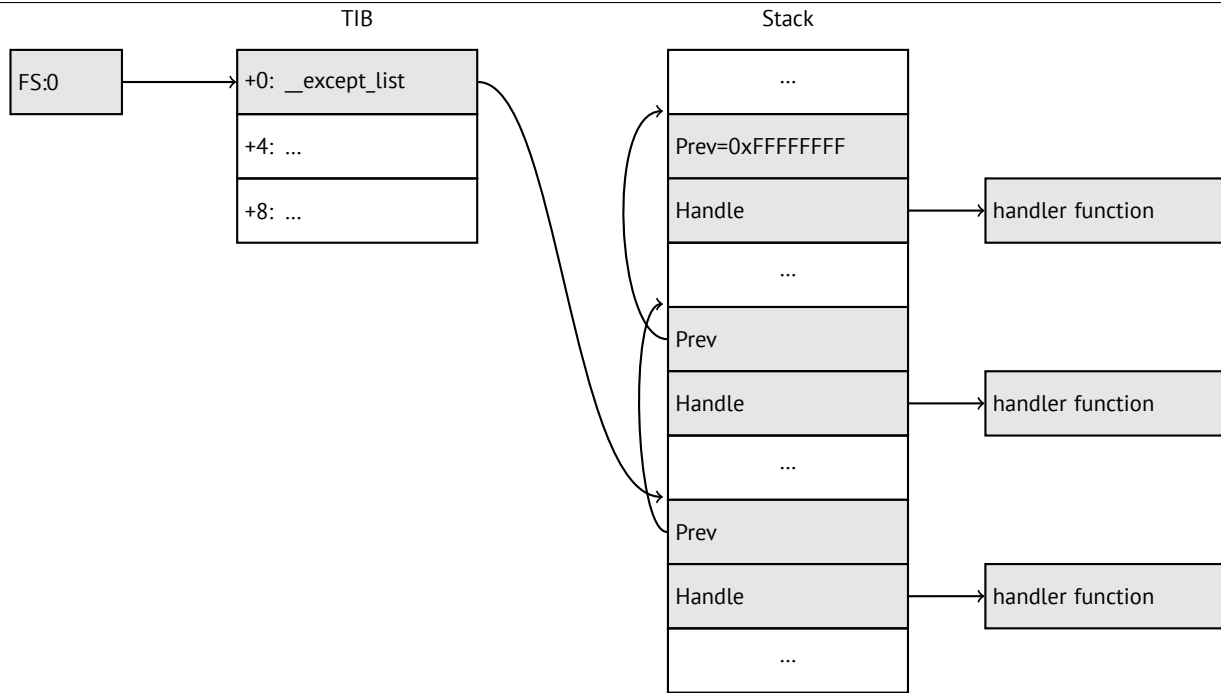 TIB
Stack
FS:0
+0: __except_list
...
+4: ...
Prev=0xFFFFFFFF
+8: ...
Handle
handler function
...
Prev
Handle
handler function
...
Prev
Handle
handler function
...